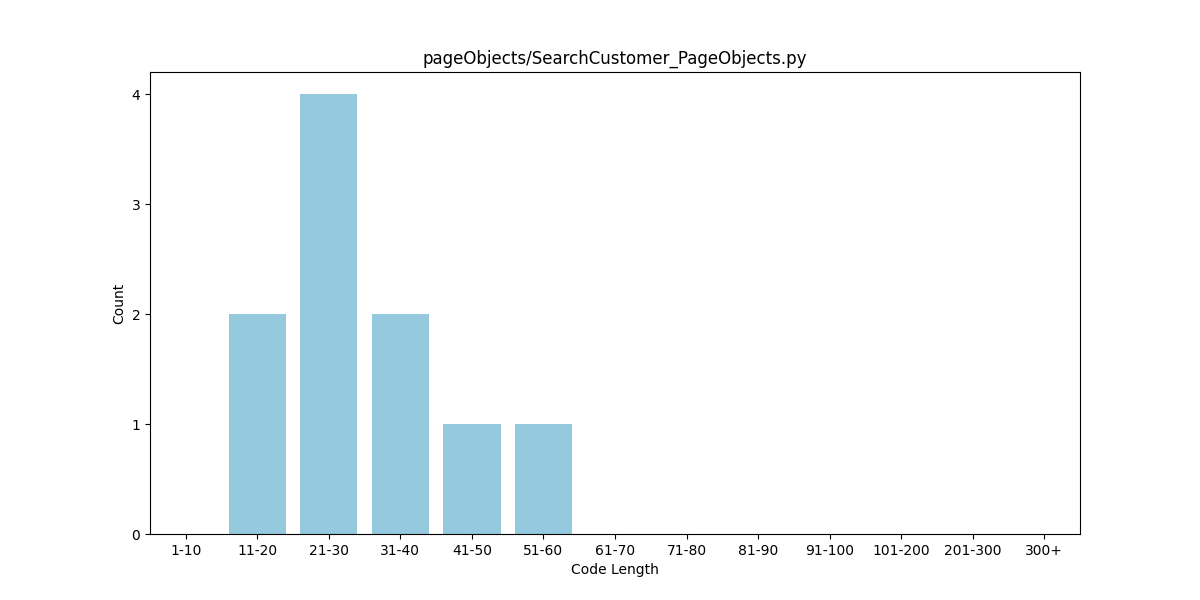 pageObjects/SearchCustomer_PageObjects.py
4
3
2
1
0
Count
1-10 11-20 21-30 31-40 41-50 51-60 61-70 71-80 81-90 91-100 101-200 201-300 300+
Code Length